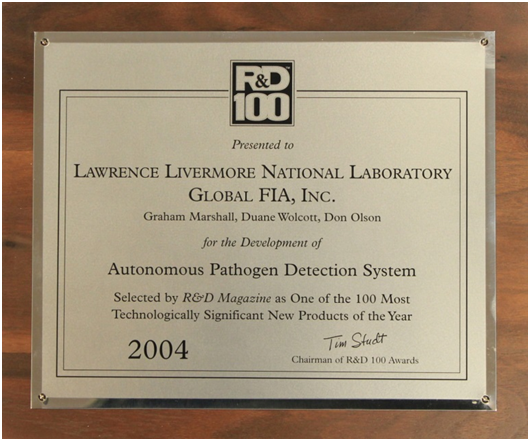 R&D
100
Presented to
LAWRENCE LIVERMORE NATIONAL LABORATORY
GLOBAL FIA, INC.
Graham Marshall, Duane Wolcott, Don Olson
for the Development of
Autonomous Pathogen Detection System
Selected by R&D Magazine as One of the 100 Most
Technologically Significant New Products of the Year
2004
Tim Studt
Chairman of R&D 100 Awards